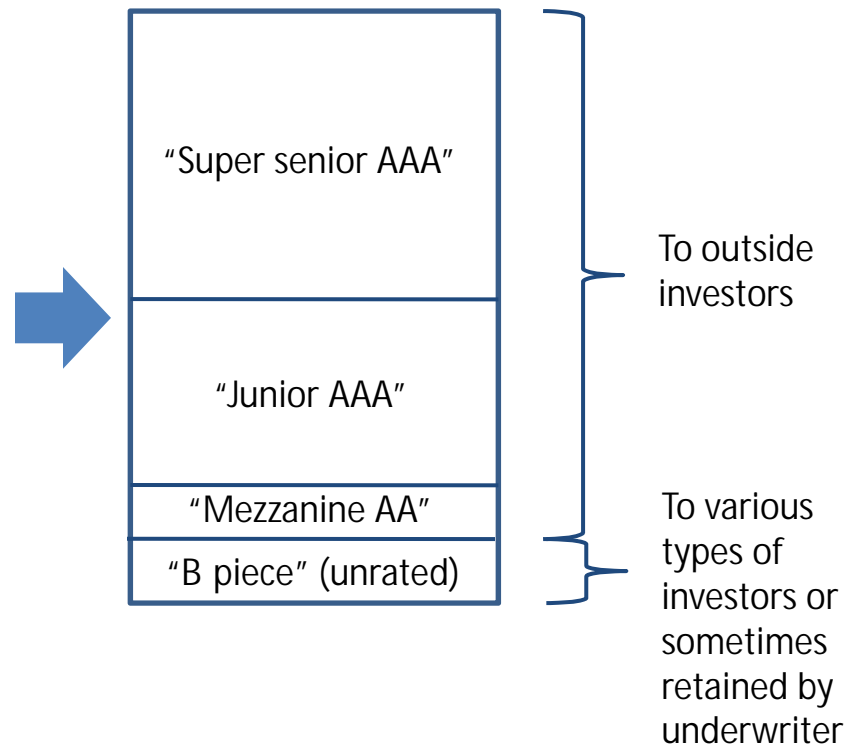 “Super senior AAA”
“Junior AAA”
“Mezzanine AA”
“B piece” (unrated)
To outside
investors
To various
types of
investors or
sometimes
retained by
underwriter